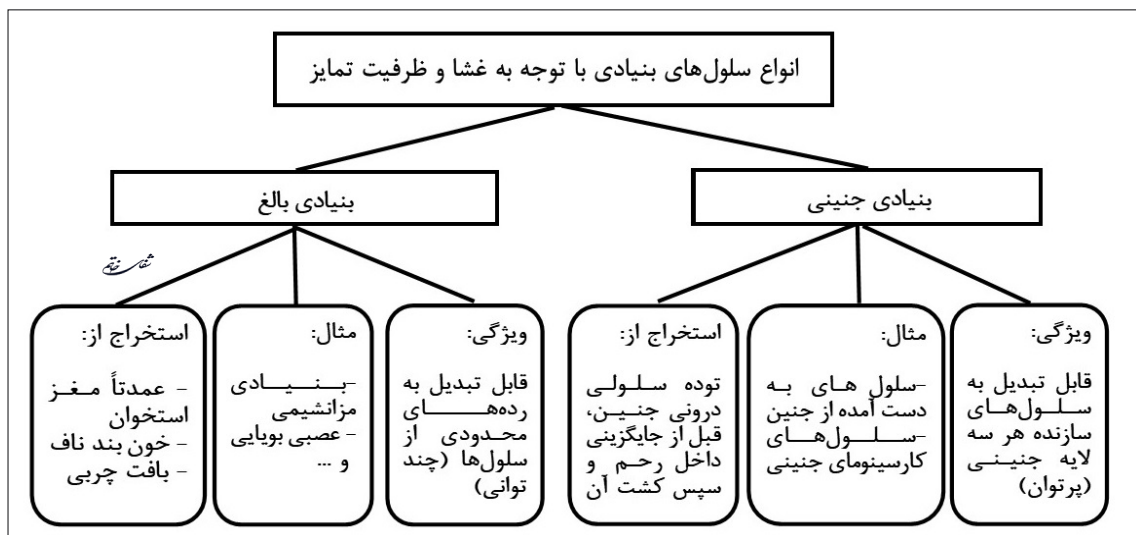 انواع سلول‌های بنیادی با توجه به غشا و ظرفیت تمایز
بنیادی جنینی
بنیادی بالغ
شفای خاتم
ویژگی:
قابل تبدیل به
سلول‌های
سازنده هر سه
لایه جنینی
(پرتوان)
مثال:
-سلول های به
دست آمده از جنین
-سلول‌های
کارسینومای جنینی
استخراج از:
توده سلولی
درونی جنین،
قبل از جایگزینی
داخل رحم و
سپس کشت آن
ویژگی:
قابل تبدیل به
رده‌های
محدودی از
سلول‌ها (چند
توانی)
مثال:
-بنیادی
مزانشیمی
- عصبی بویایی
و ...
استخراج از:
- عمدتاً مغز
استخوان
- خون بند ناف
- بافت چربی